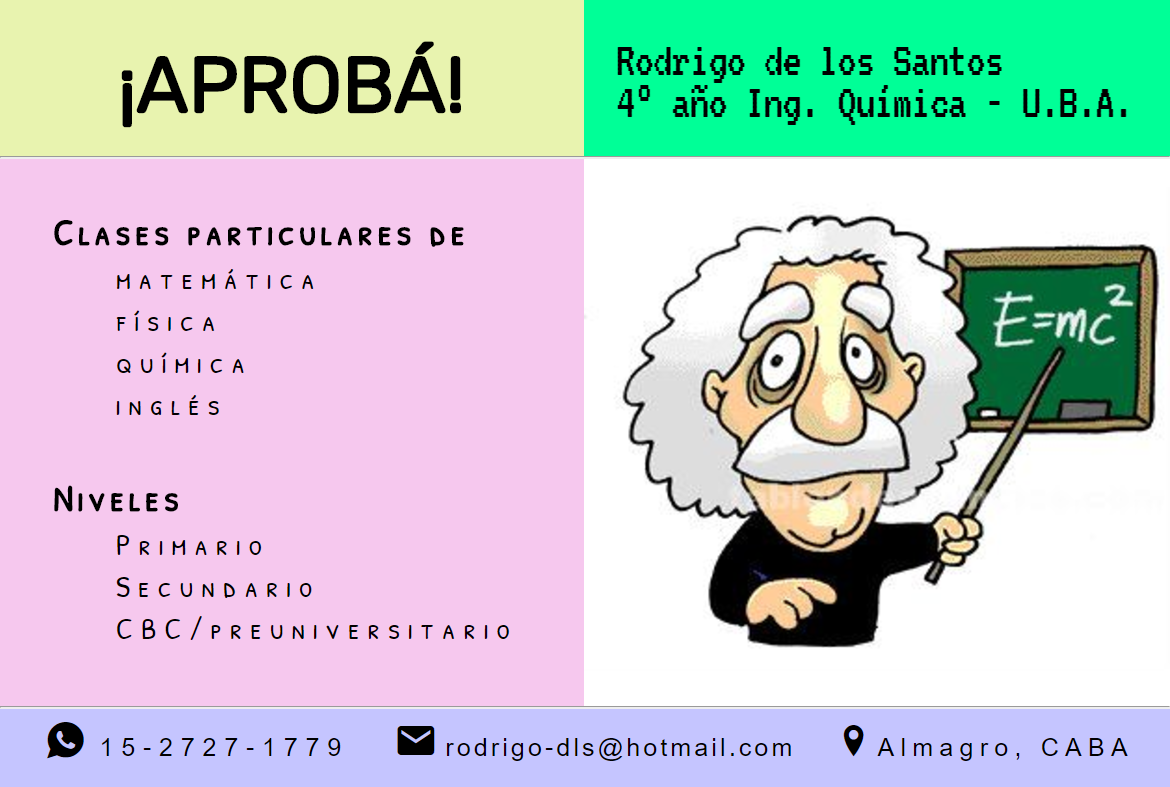 ¡APROBÁ!
Rodrigo de los Santos
4º año Ing. Química - U.B.A.
CLASES PARTICULARES DE
MATEMÁTICA
FÍSICA
QUÍMICA
INGLÉS
NIVELES
PRIMARIO
SECUNDARIO
CBC/PREUNIVERSITARIO
E=mc²
15-2727-1779
rodrigo-dls@hotmail.com
Almagro, CABA